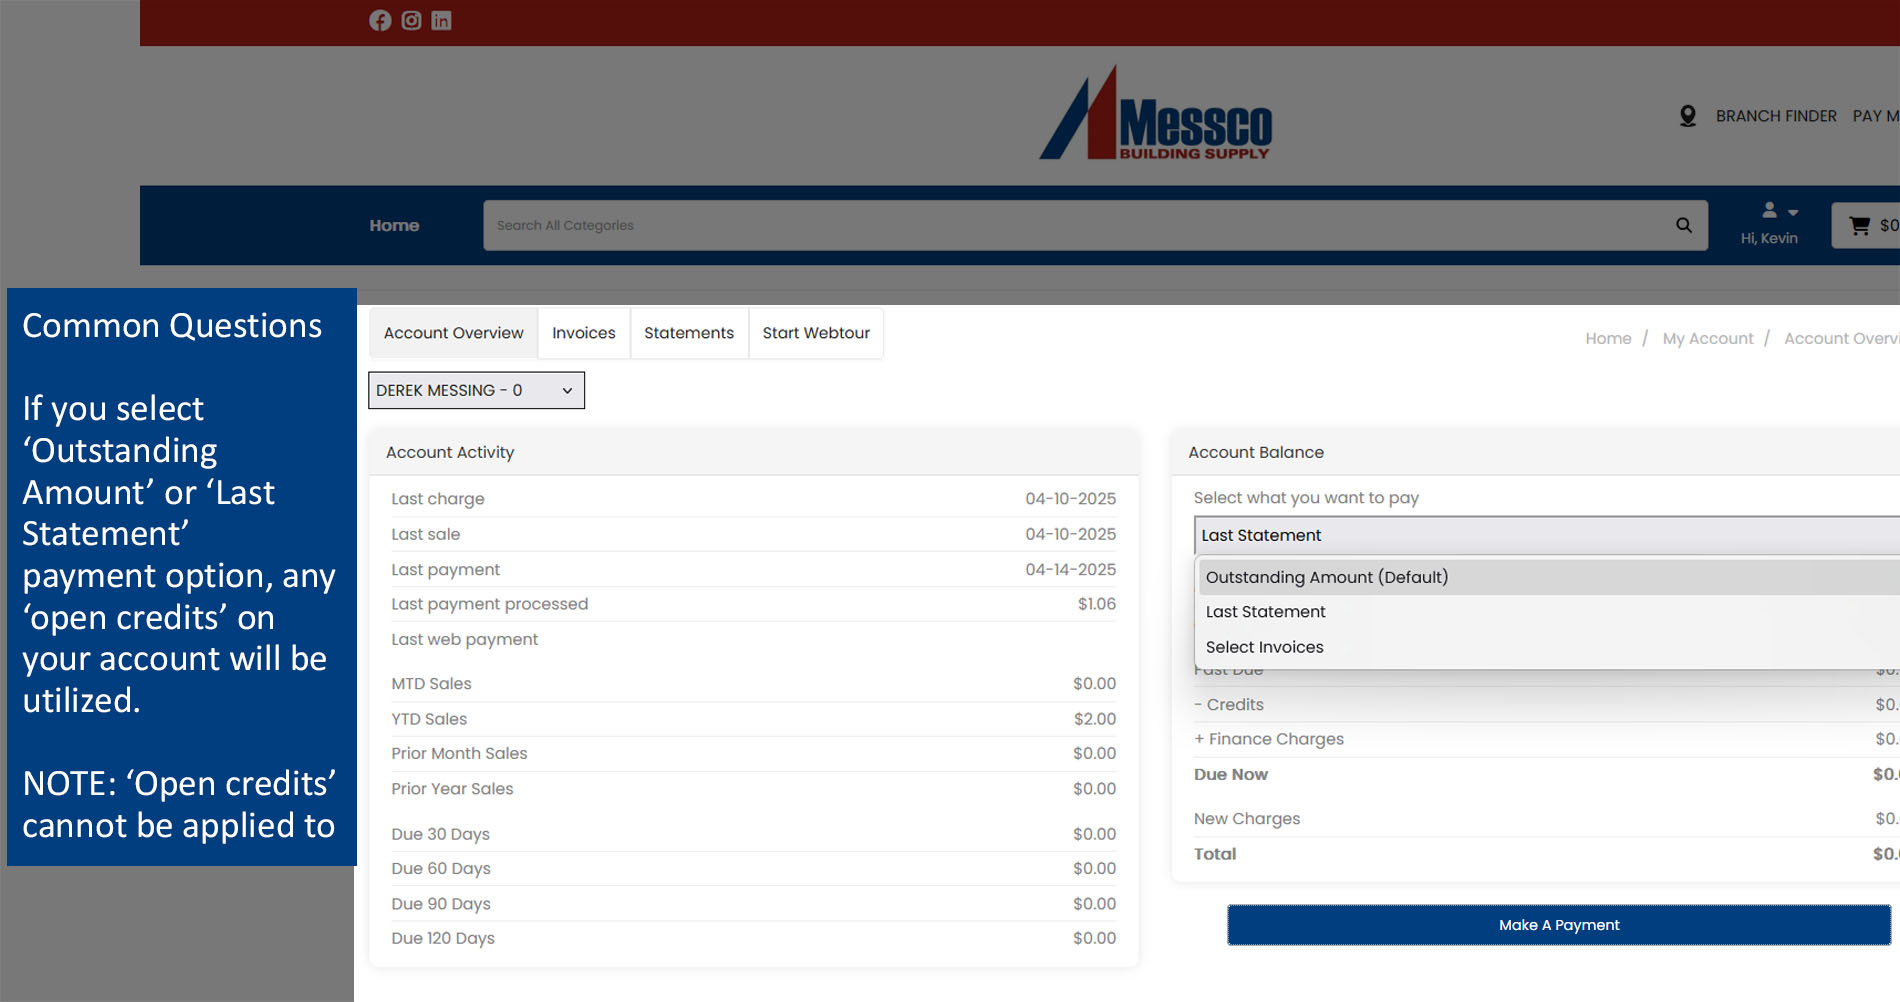 Messco
BUILDING SUPPLY
BRANCH FINDER PAY M
Home
Search All Categories
Hi, Kevin
$0
Common Questions
If you select
‘Outstanding
Amount’ or ‘Last
Statement’
payment option, any
‘open credits’ on
your account will be
utilized.
NOTE: ‘Open credits’
cannot be applied to
Account Overview Invoices Statements Start Webtour
Home / My Account / Account Overvi
DEREK MESSING - 0
Account Activity
Last charge 04-10-2025
Last sale 04-10-2025
Last payment 04-14-2025
Last payment processed $1.06
Last web payment
MTD Sales $0.00
YTD Sales $2.00
Prior Month Sales $0.00
Prior Year Sales $0.00
Due 30 Days $0.00
Due 60 Days $0.00
Due 90 Days $0.00
Due 120 Days $0.00
Account Balance
Select what you want to pay
Last Statement
Outstanding Amount (Default)
Last Statement
Select Invoices
Past Due $0.
- Credits $0.
+ Finance Charges $0.
Due Now $0.
New Charges $0.
Total $0.
Make A Payment